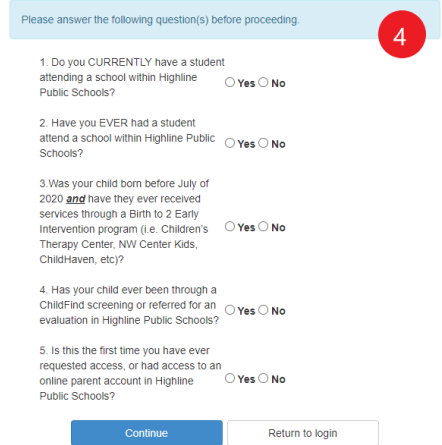 Please answer the following question(s) before proceeding.
4
1. Do you CURRENTLY have a student
attending a school within Highline
Public Schools?
Yes No
2. Have you EVER had a student
attend a school within Highline Public
Schools?
Yes No
3.Was your child born before July of
2020 and have they ever received
services through a Birth to 2 Early
Intervention program (i.e. Children's
Therapy Center, NW Center Kids,
ChildHaven, etc)?
Yes No
4. Has your child ever been through a
ChildFind screening or referred for an
evaluation in Highline Public Schools?
Yes No
5. Is this the first time you have ever
requested access, or had access to an
online parent account in Highline
Public Schools?
Yes No
Continue
Return to login